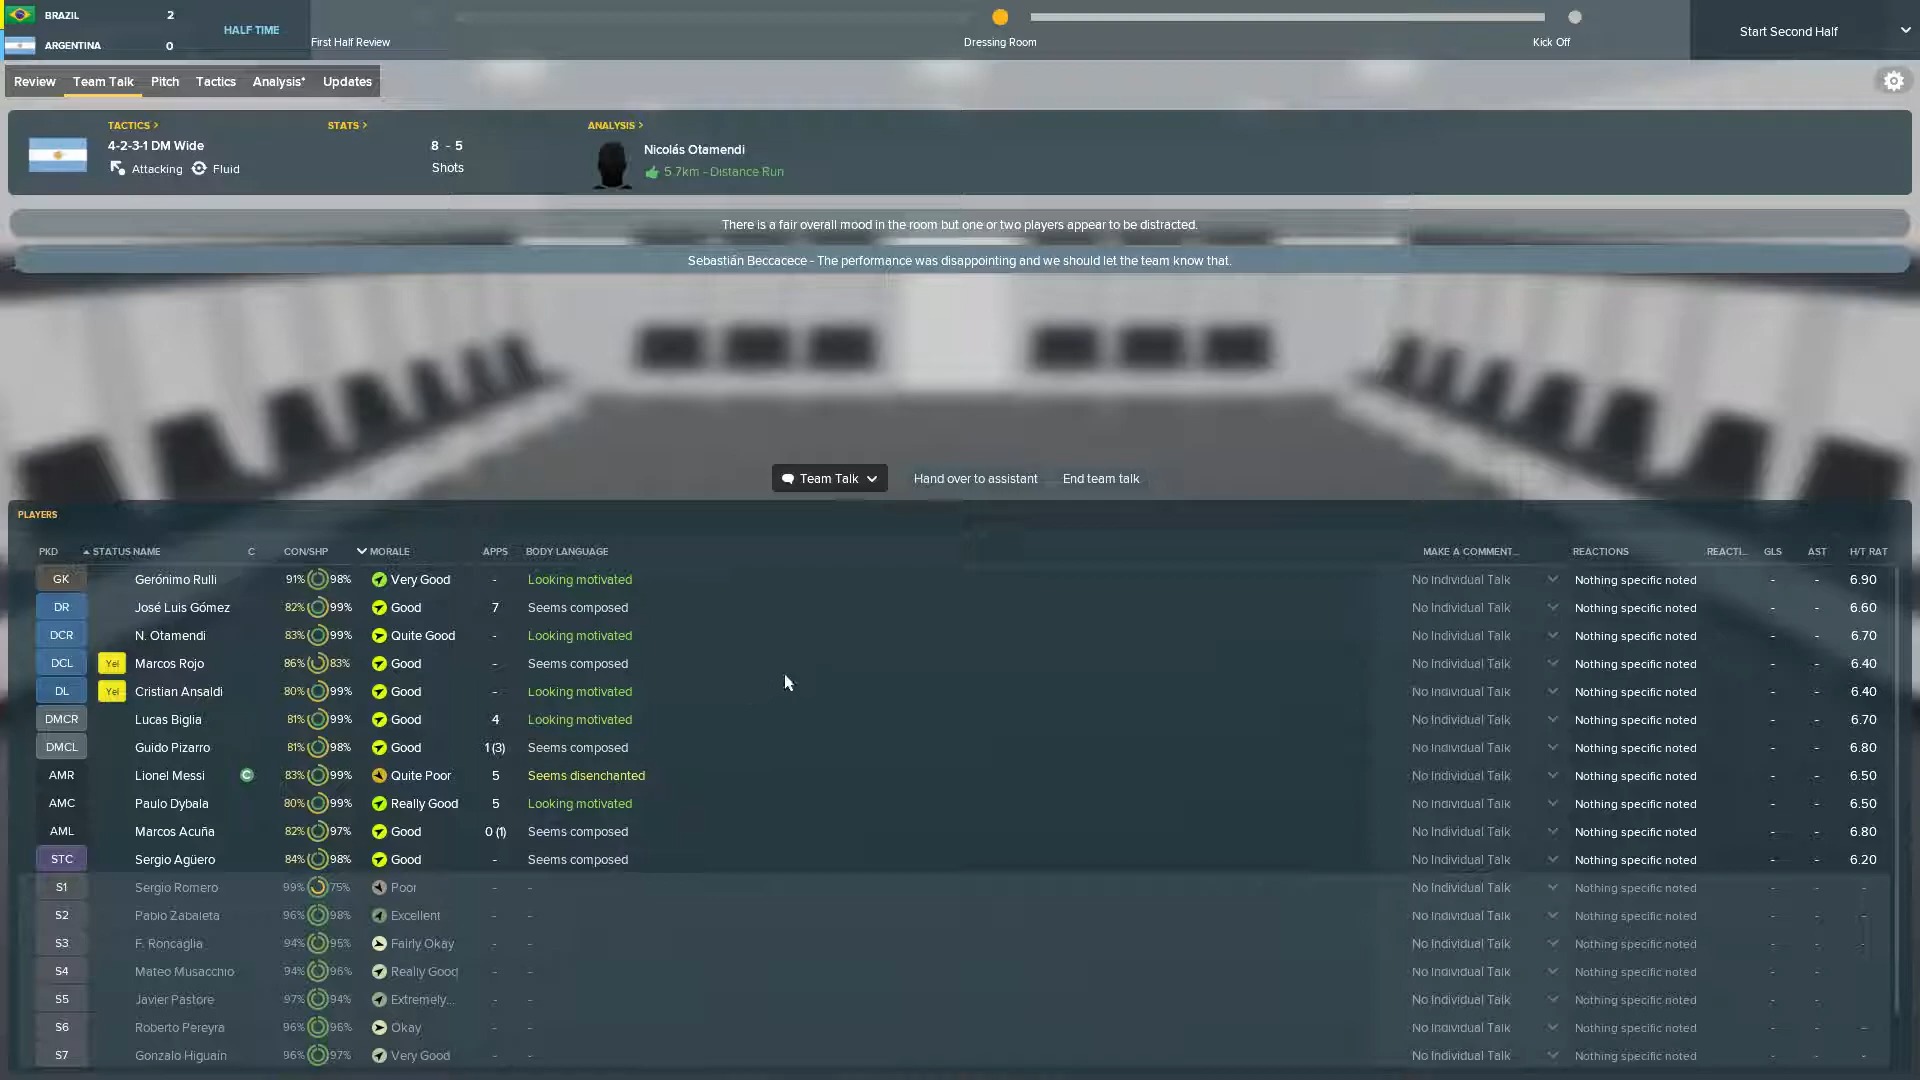 BRAZIL 2
ARGENTINA 0
HALF TIME
First Half Review
Dressing Room
Kick Off
Start Second Half
Review Team Talk Pitch Tactics Analysis* Updates
TACTICS >
4-2-3-1 DM Wide
Attacking Fluid
STATS >
8 - 5
Shots
ANALYSIS >
Nicolás Otamendi
5.7km - Distance Run
There is a fair overall mood in the room but one or two players appear to be distracted.
Sebastián Beccacece - The performance was disappointing and we should let the team know that.
Team Talk Hand over to assistant End team talk
PLAYERS
PKD STATUS NAME C CON/SHP MORALE APPS BODY LANGUAGE MAKE A COMMENT... REACTIONS REACTI... GLS AST H/T RAT
GK Gerónimo Rulli 91% 98% Very Good - Looking motivated No Individual Talk Nothing specific noted - - 6.90
DR José Luis Gómez 82% 99% Good 7 Seems composed No Individual Talk Nothing specific noted - - 6.60
DCR N. Otamendi 83% 99% Quite Good - Looking motivated No Individual Talk Nothing specific noted - - 6.70
DCL Yel Marcos Rojo 86% 83% Good - Seems composed No Individual Talk Nothing specific noted - - 6.40
DL Yel Cristian Ansaldi 80% 99% Good - Looking motivated No Individual Talk Nothing specific noted - - 6.40
DMCR Lucas Biglia 81% 99% Good 4 Looking motivated No Individual Talk Nothing specific noted - - 6.70
DMCL Guido Pizarro 81% 98% Good 1 (3) Seems composed No Individual Talk Nothing specific noted - - 6.80
AMR Lionel Messi C 83% 99% Quite Poor 5 Seems disenchanted No Individual Talk Nothing specific noted - - 6.50
AMC Paulo Dybala 80% 99% Really Good 5 Looking motivated No Individual Talk Nothing specific noted - - 6.50
AML Marcos Acuña 82% 97% Good 0 (1) Seems composed No Individual Talk Nothing specific noted - - 6.80
STC Sergio Agüero 84% 98% Good - Seems composed No Individual Talk Nothing specific noted - - 6.20
S1 Sergio Romero 99% 75% Poor - - No Individual Talk Nothing specific noted - - -
S2 Pablo Zabaleta 96% 98% Excellent - - No Individual Talk Nothing specific noted - - -
S3 F. Roncaglia 94% 95% Fairly Okay - - No Individual Talk Nothing specific noted - - -
S4 Mateo Musacchio 94% 96% Really Good - - No Individual Talk Nothing specific noted - -
S5 Javier Pastore 97% 94% Extremely... - - No Individual Talk Nothing specific noted - -
S6 Roberto Pereyra 96% 96% Okay - - No Individual Talk Nothing specific noted - - -
S7 Gonzalo Higuaín 96% 97% Very Good - - No Individual Talk Nothing specific noted - - -